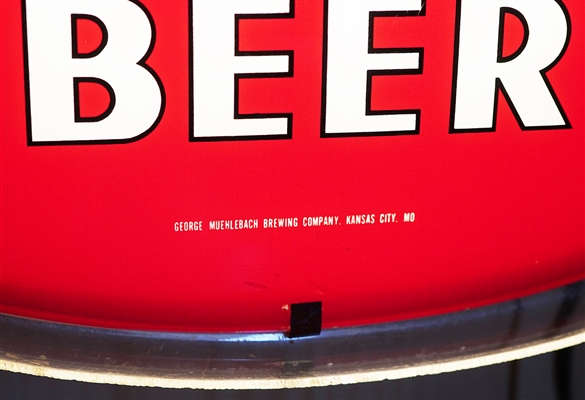 BEER
GEORGE MUEHLEBACH BREWING COMPANY. KANSAS CITY. MO